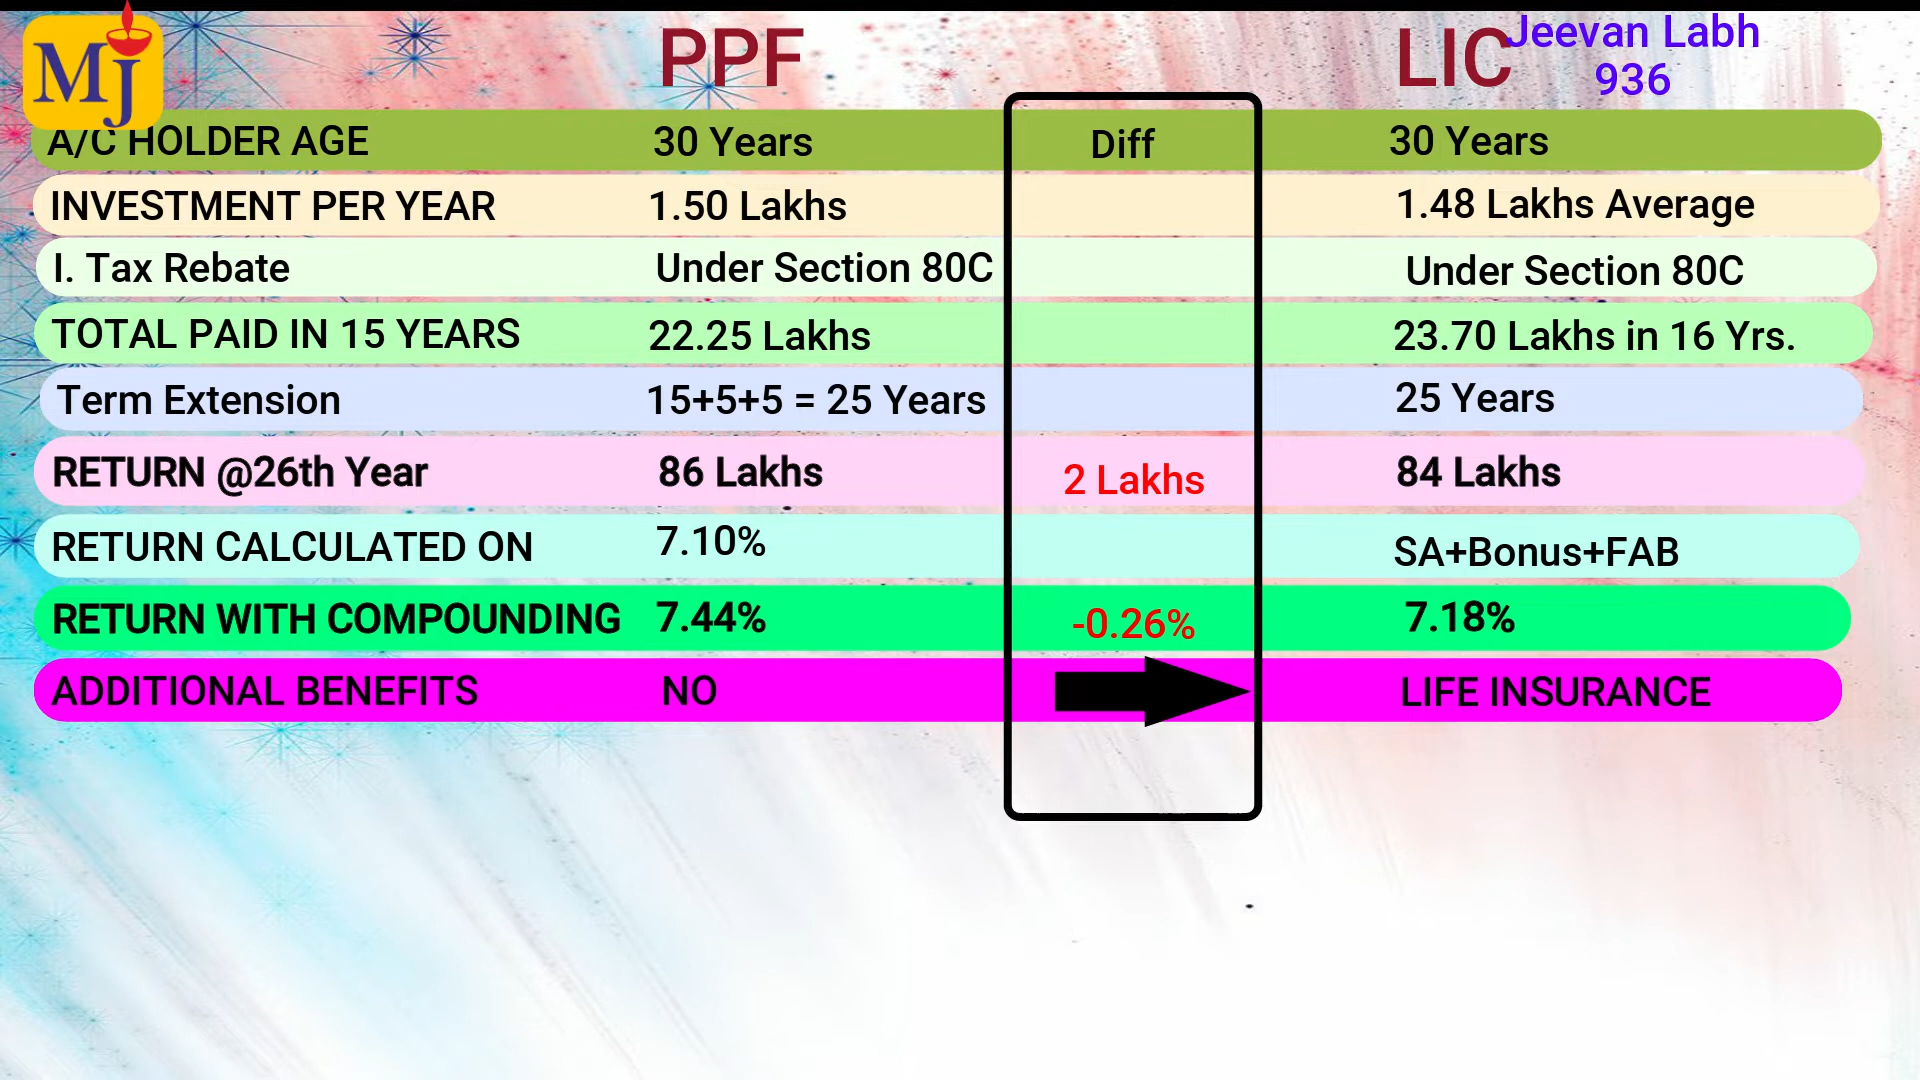 MJ
PPF
LIC Jeevan Labh
936
A/C HOLDER AGE 30 Years Diff 30 Years
INVESTMENT PER YEAR 1.50 Lakhs 1.48 Lakhs Average
I. Tax Rebate Under Section 80C Under Section 80C
TOTAL PAID IN 15 YEARS 22.25 Lakhs 23.70 Lakhs in 16 Yrs.
Term Extension 15+5+5 = 25 Years 25 Years
RETURN @26th Year 86 Lakhs 2 Lakhs 84 Lakhs
RETURN CALCULATED ON 7.10% SA+Bonus+FAB
RETURN WITH COMPOUNDING 7.44% -0.26% 7.18%
ADDITIONAL BENEFITS NO LIFE INSURANCE